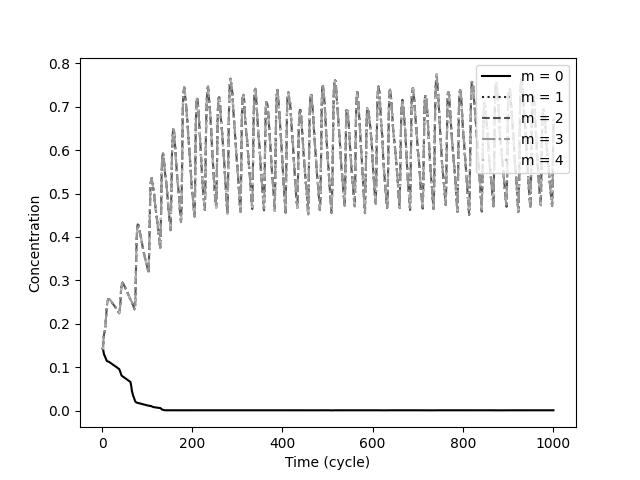 0.8
0.7
0.6
0.5
0.4
0.3
0.2
0.1
0.0
Concentration
0
200
400
600
800
1000
Time (cycle)
m = 0
m = 1
m = 2
m = 3
m = 4